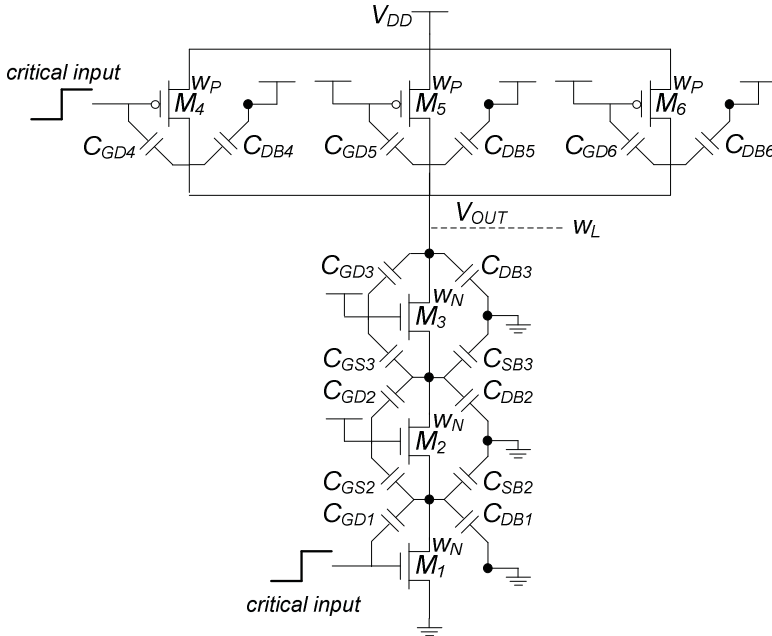 V_DD
critical input
w_P
M_4
C_GD4
C_DB4
w_P
M_5
C_GD5
C_DB5
w_P
M_6
C_GD6
C_DB6
V_OUT
w_L
C_GD3
C_DB3
w_N
M_3
C_GS3
C_SB3
C_GD2
C_DB2
w_N
M_2
C_GS2
C_SB2
C_GD1
C_DB1
w_N
M_1
critical input